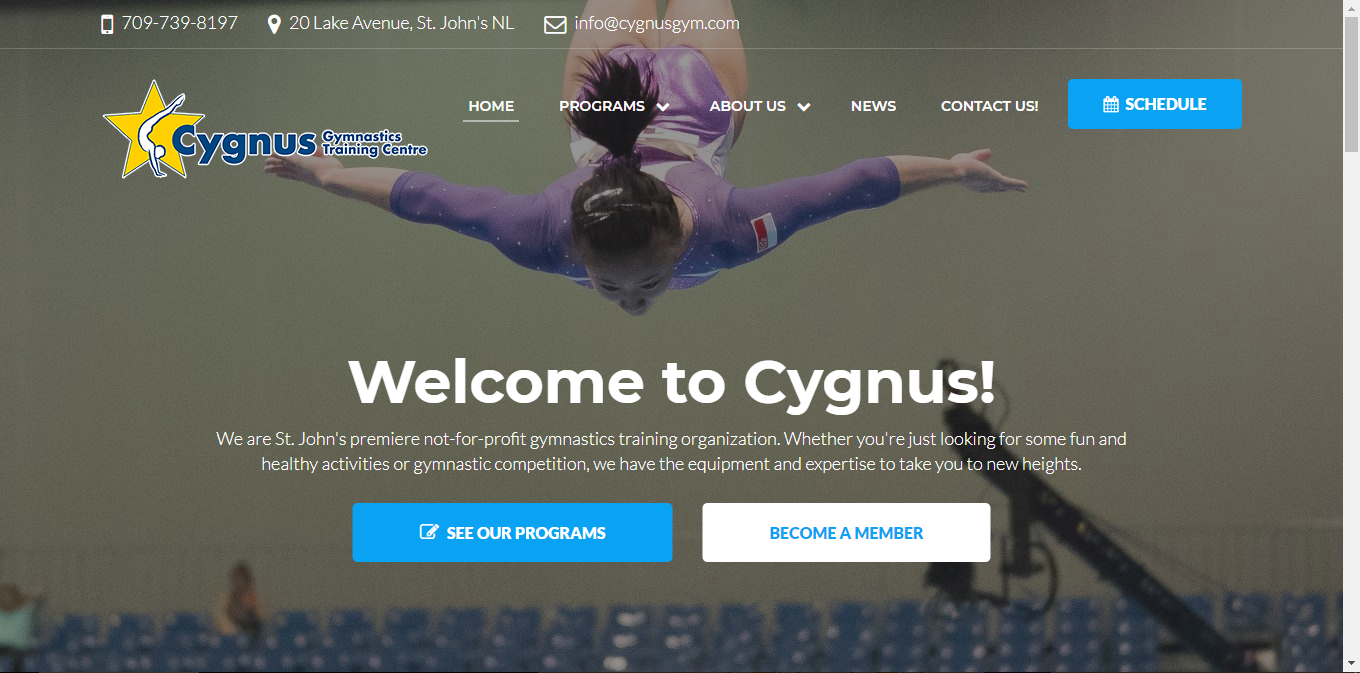 709-739-8197 20 Lake Avenue, St. John's NL info@cygnusgym.com
Cygnus Gymnastics
Training Centre
HOME PROGRAMS ABOUT US NEWS CONTACT US! SCHEDULE
Welcome to Cygnus!
We are St. John's premiere not-for-profit gymnastics training organization. Whether you're just looking for some fun and
healthy activities or gymnastic competition, we have the equipment and expertise to take you to new heights.
SEE OUR PROGRAMS BECOME A MEMBER